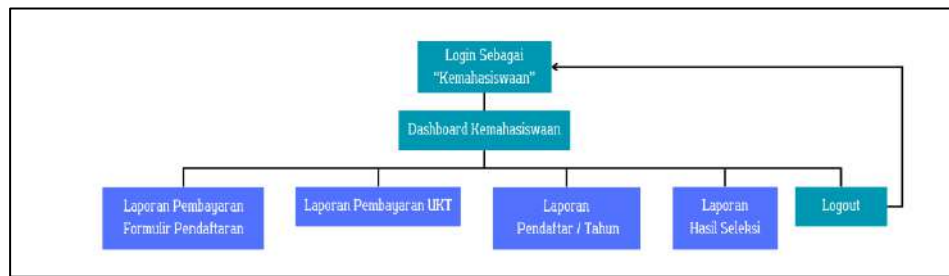 Login Sebagai
"Kemahasiswaan"
Dashboard Kemahasiswaan
Laporan Pembayaran
Formulir Pendaftaran
Laporan Pembayaran UKT
Laporan
Pendaftar / Tahun
Laporan
Hasil Seleksi
Logout